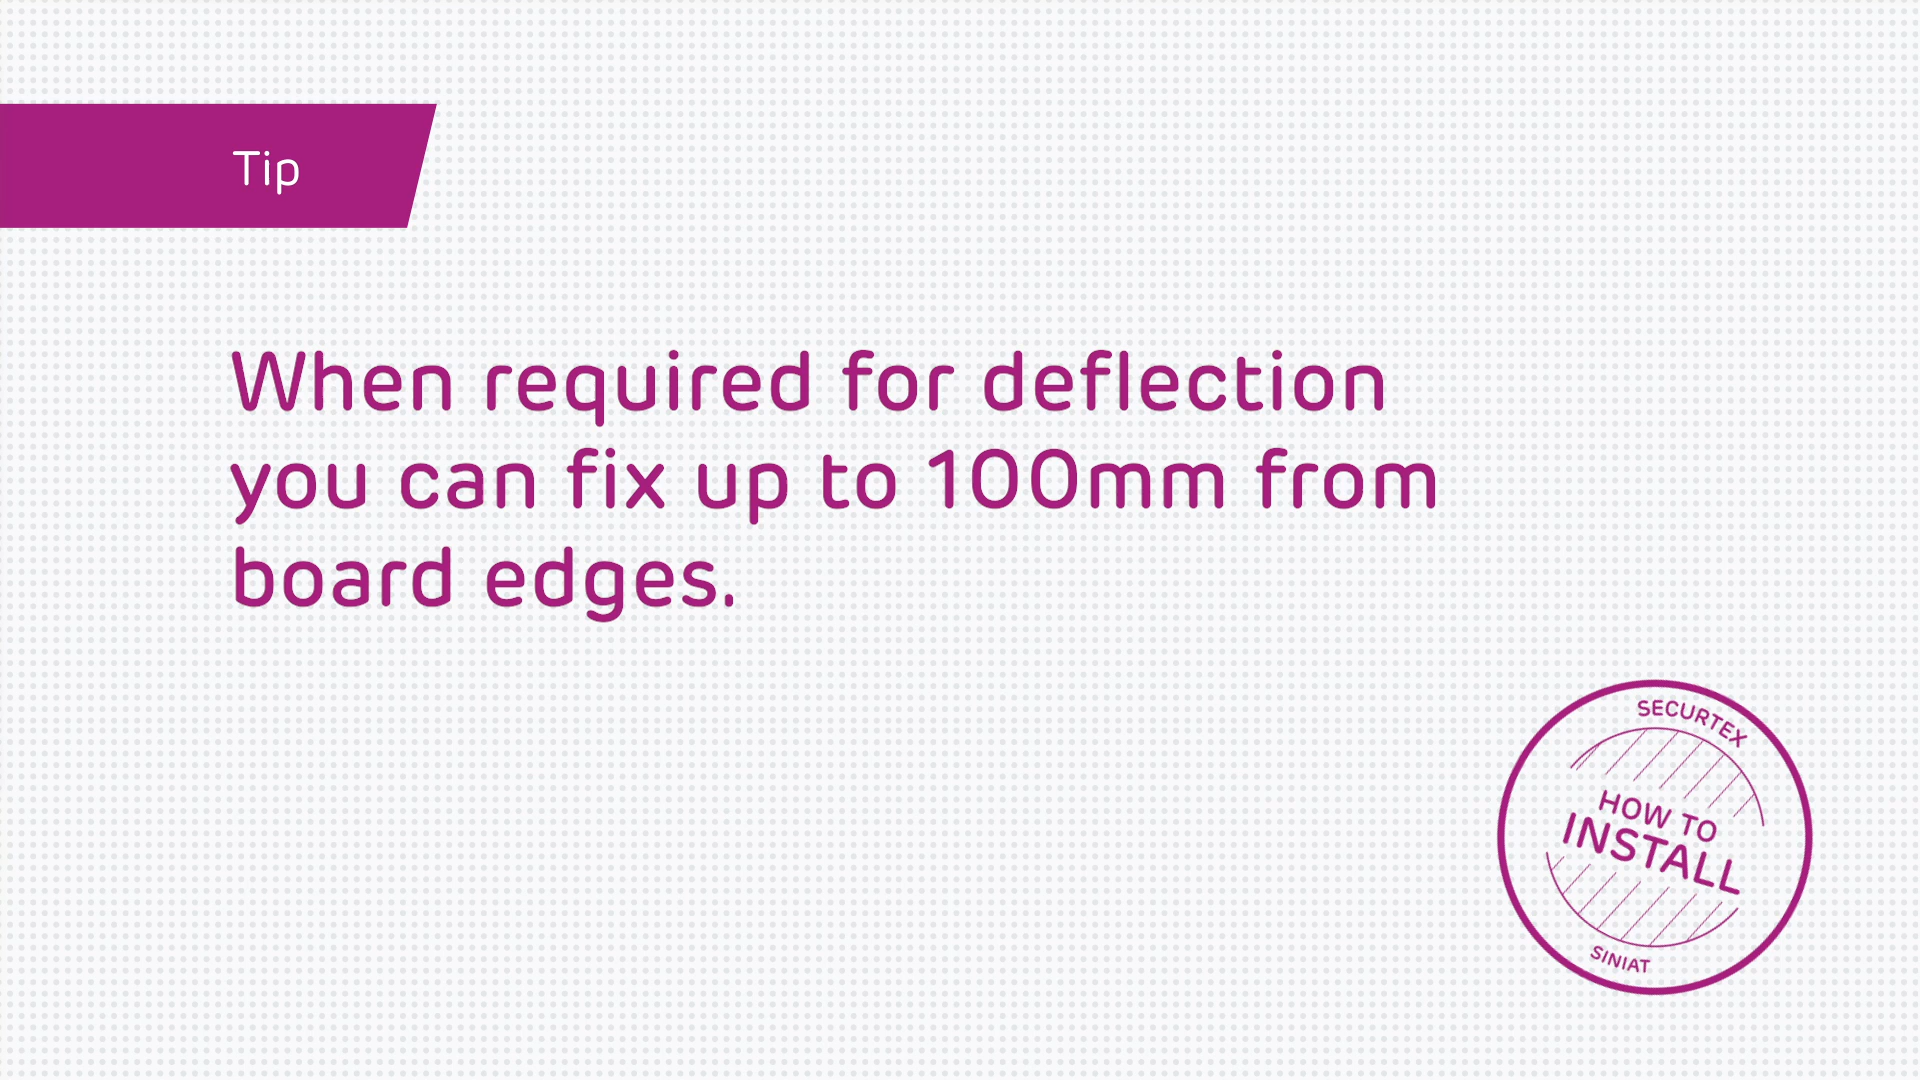 Tip
When required for deflection
you can fix up to 100mm from
board edges.
SECURTEX
HOW TO
INSTALL
SINIAT